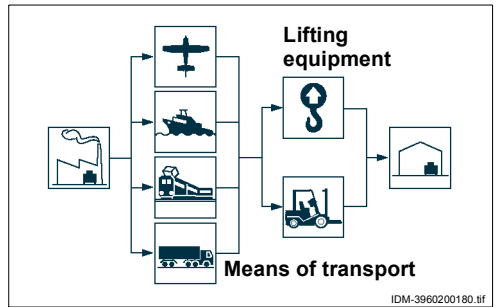 Lifting
equipment
Means of transport
IDM-3960200180.tif